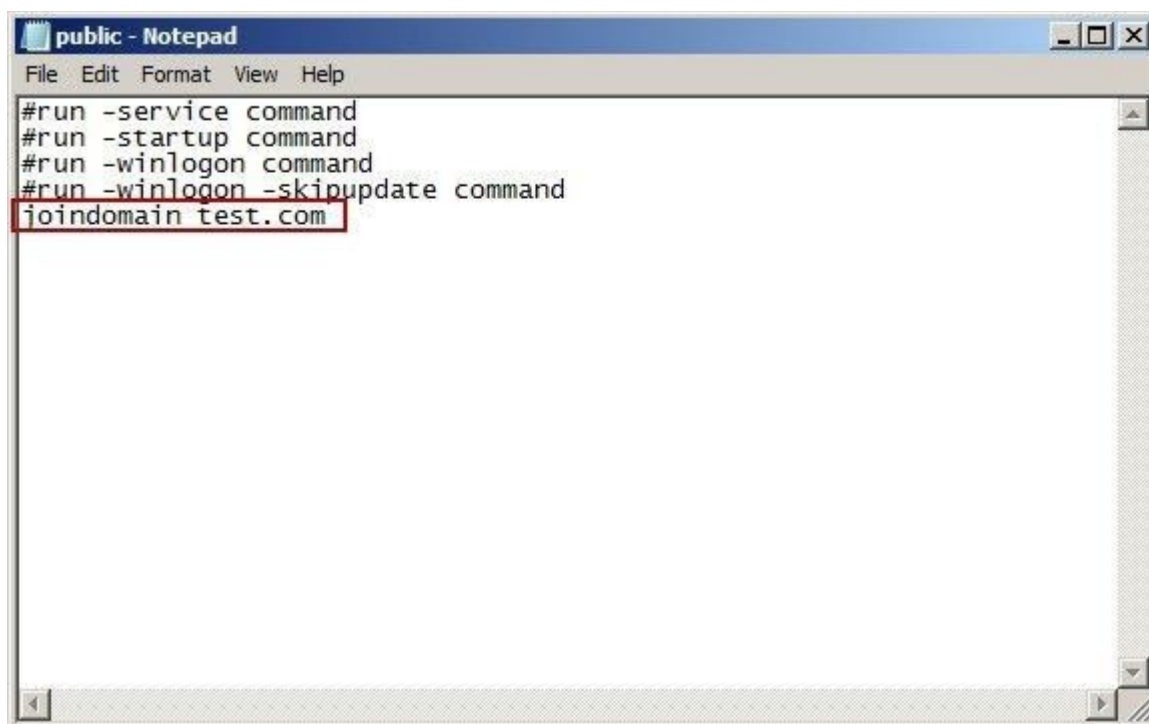 public - Notepad
File Edit Format View Help
#run -service command
#run -startup command
#run -winlogon command
#run -winlogon -skipupdate command
joindomain test.com